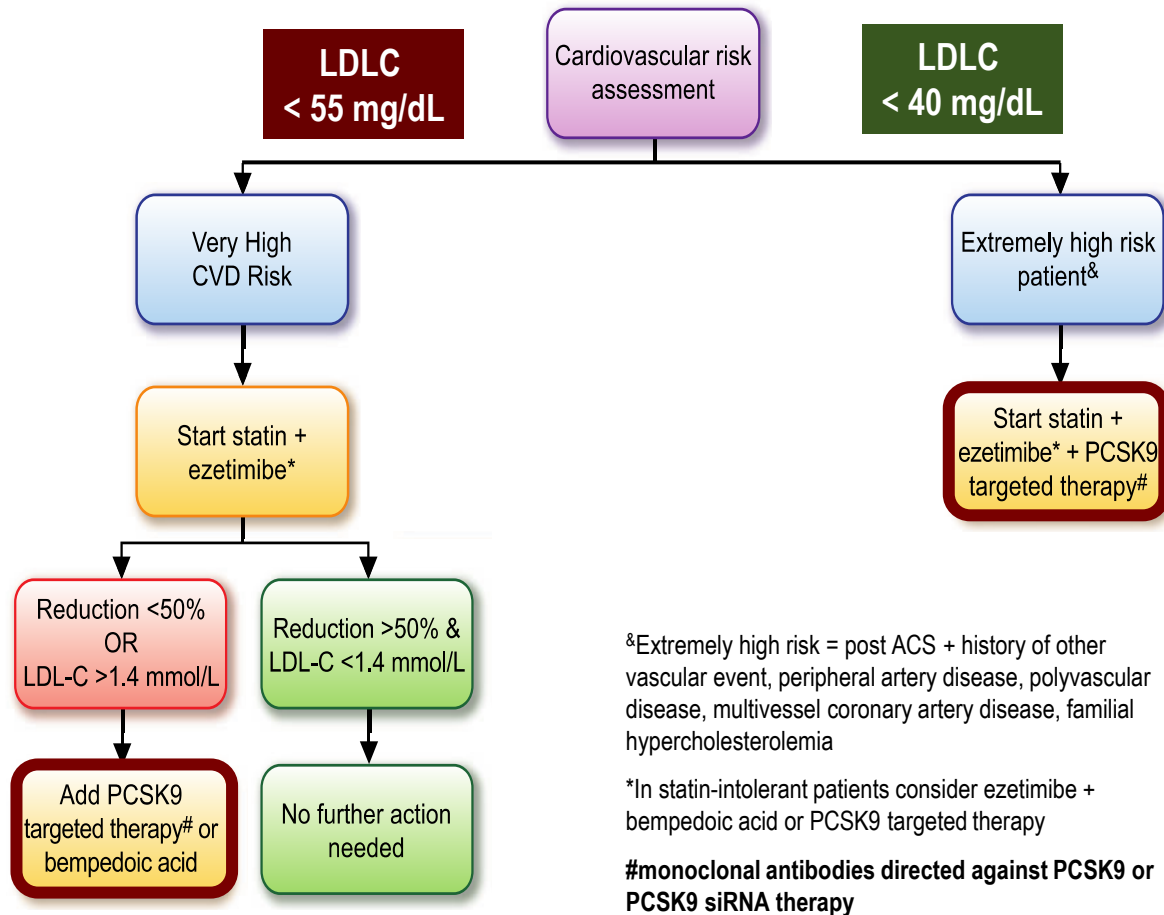 LDLC
< 55 mg/dL
Cardiovascular risk
assessment
LDLC
< 40 mg/dL
Very High
CVD Risk
Extremely high risk
patient&
Start statin +
ezetimibe*
Start statin +
ezetimibe* + PCSK9
targeted therapy#
Reduction <50%
OR
LDL-C >1.4 mmol/L
Reduction >50% &
LDL-C <1.4 mmol/L
Add PCSK9
targeted therapy# or
bempedoic acid
No further action
needed
&Extremely high risk = post ACS + history of other
vascular event, peripheral artery disease, polyvascular
disease, multivessel coronary artery disease, familial
hypercholesterolemia
*In statin-intolerant patients consider ezetimibe +
bempedoic acid or PCSK9 targeted therapy
#monoclonal antibodies directed against PCSK9 or
PCSK9 siRNA therapy